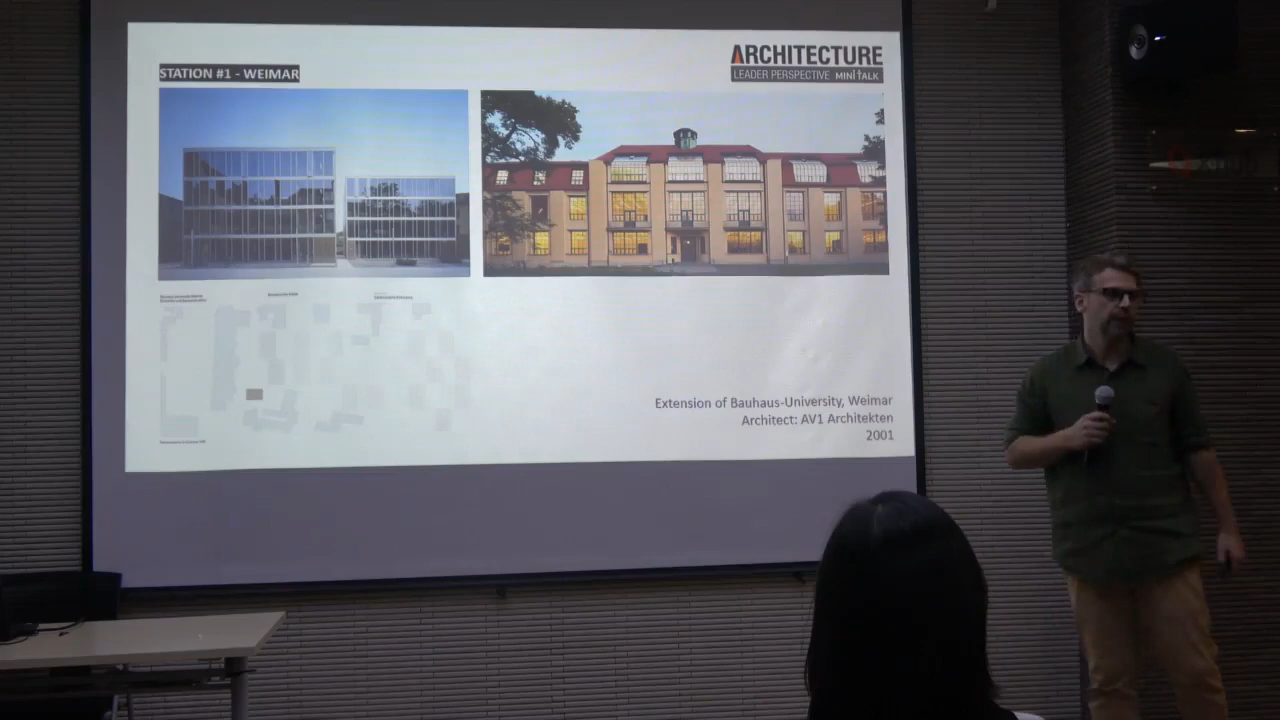 STATION #1 - WEIMAR
ARCHITECTURE
LEADER PERSPECTIVE MINI TALK
Extension of Bauhaus-University, Weimar
Architect: AV1 Architekten
2001